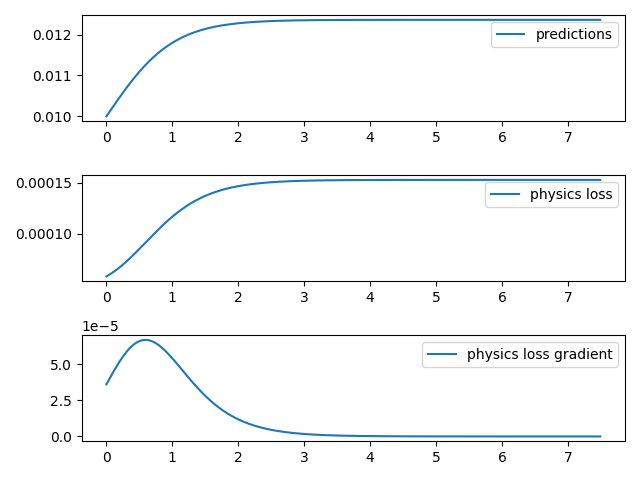 0.012
predictions
0.011
0.010
0 1 2 3 4 5 6 7
0.00015
physics loss
0.00010
0 1 2 3 4 5 6 7
1e−5
physics loss gradient
5.0
2.5
0.0
0 1 2 3 4 5 6 7